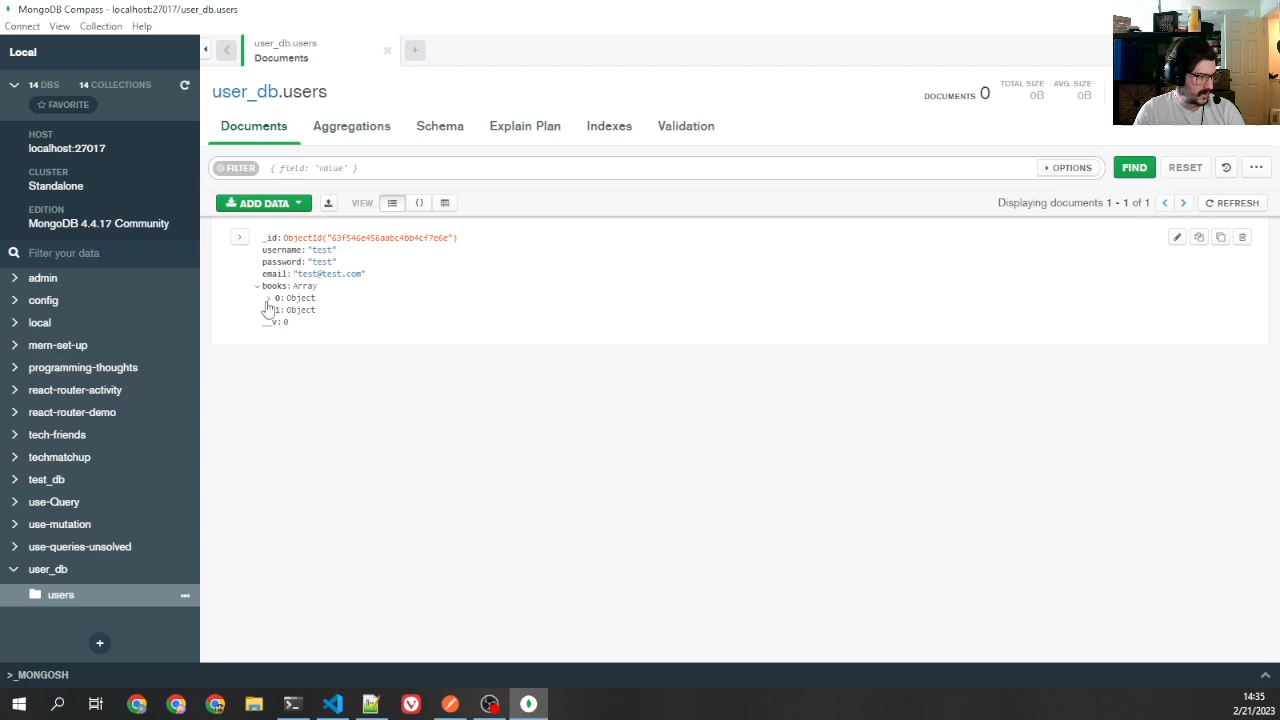 MongoDB Compass - localhost:27017/user_db.users
Connect View Collection Help
Local
14 DBS 14 COLLECTIONS
FAVORITE
HOST
localhost:27017
CLUSTER
Standalone
EDITION
MongoDB 4.4.17 Community
Filter your data
admin
config
local
mern-set-up
programming-thoughts
react-router-activity
react-router-demo
tech-friends
techmatchup
test_db
use-Query
use-mutation
use-queries-unsolved
user_db
users
user_db.users
Documents
user_db.users
DOCUMENTS 0 TOTAL SIZE 0B AVG. SIZE 0B
Documents Aggregations Schema Explain Plan Indexes Validation
FILTER { field: 'value' } OPTIONS FIND RESET
ADD DATA VIEW {} Displaying documents 1 - 1 of 1 REFRESH
_id: ObjectId("63f546e456aabc4bb4cf7e6e")
username: "test"
password: "test"
email: "test@test.com"
books: Array
0: Object
1: Object
__v: 0
>_MONGOSH
14:35
2/21/2023